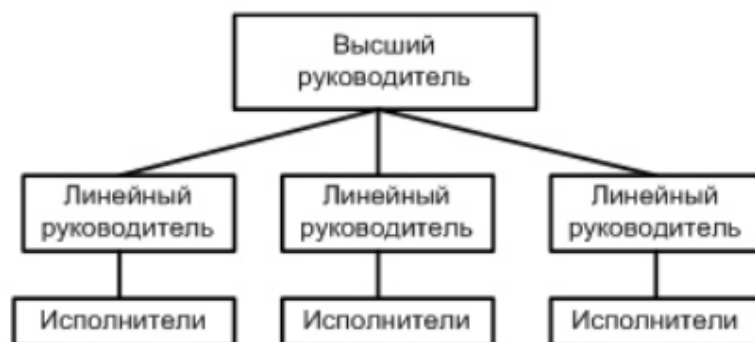 Высший
руководитель
Линейный
руководитель
Линейный
руководитель
Линейный
руководитель
Исполнители
Исполнители
Исполнители